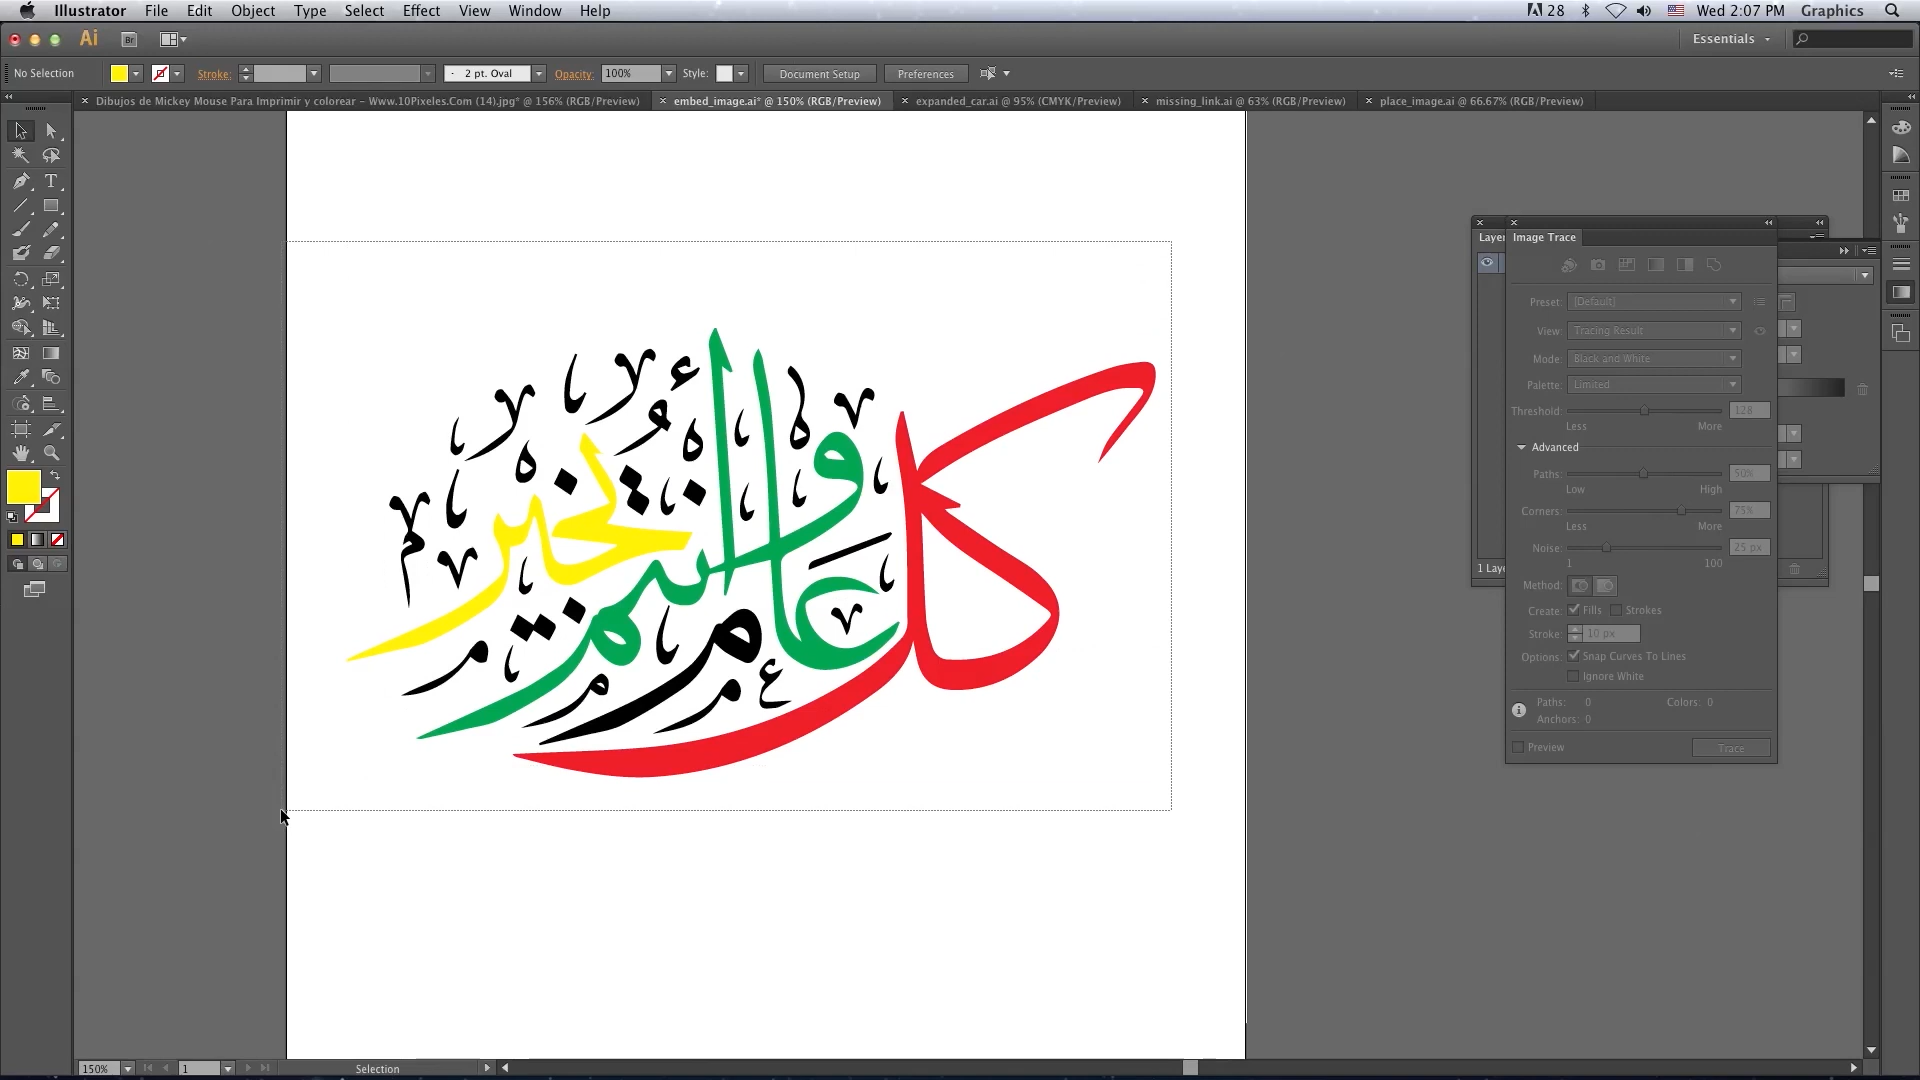 Illustrator File Edit Object Type Select Effect View Window Help
28 Wed 2:07 PM Graphics
Ai Br Essentials
No Selection Stroke: 2 pt. Oval Opacity: 100% Style: Document Setup Preferences
Dibujos de Mickey Mouse Para Imprimir y colorear - Www.10Pixeles.Com (14).jpg* @ 156% (RGB/Preview) embed_image.ai* @ 150% (RGB/Preview) expanded_car.ai @ 95% (CMYK/Preview) missing_link.ai @ 63% (RGB/Preview) place_image.ai @ 66.67% (RGB/Preview)
كل عام وأنتم بخير
Layer Image Trace
Preset: [Default]
View: Tracing Result
Mode: Black and White
Palette: Limited
Threshold: 128
Less More
Advanced
Paths: 50%
Low High
Corners: 75%
Less More
Noise: 25 px
1 100
1 Laye Method:
Create: Fills Strokes
Stroke: 10 px
Options: Snap Curves To Lines
Ignore White
Paths: 0 Colors: 0
Anchors: 0
Preview Trace
150% 1 Selection